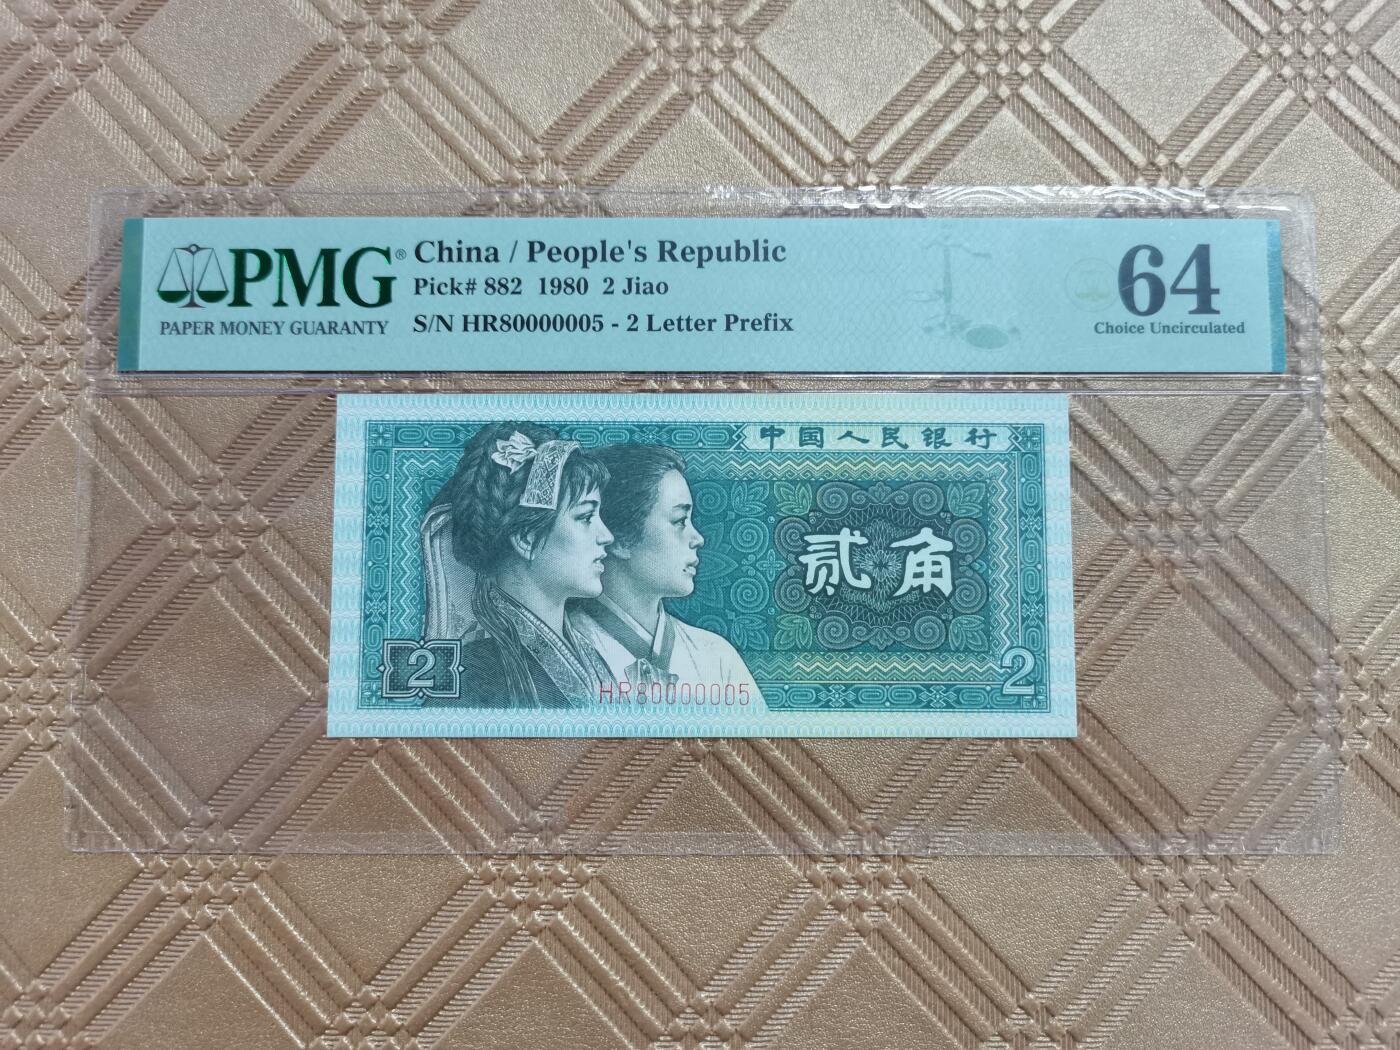 PMG®
PAPER MONEY GUARANTY
China / People's Republic
Pick# 882 1980 2 Jiao
S/N HR80000005 - 2 Letter Prefix
64
Choice Uncirculated
中国人民银行
贰角
2
2
HR80000005